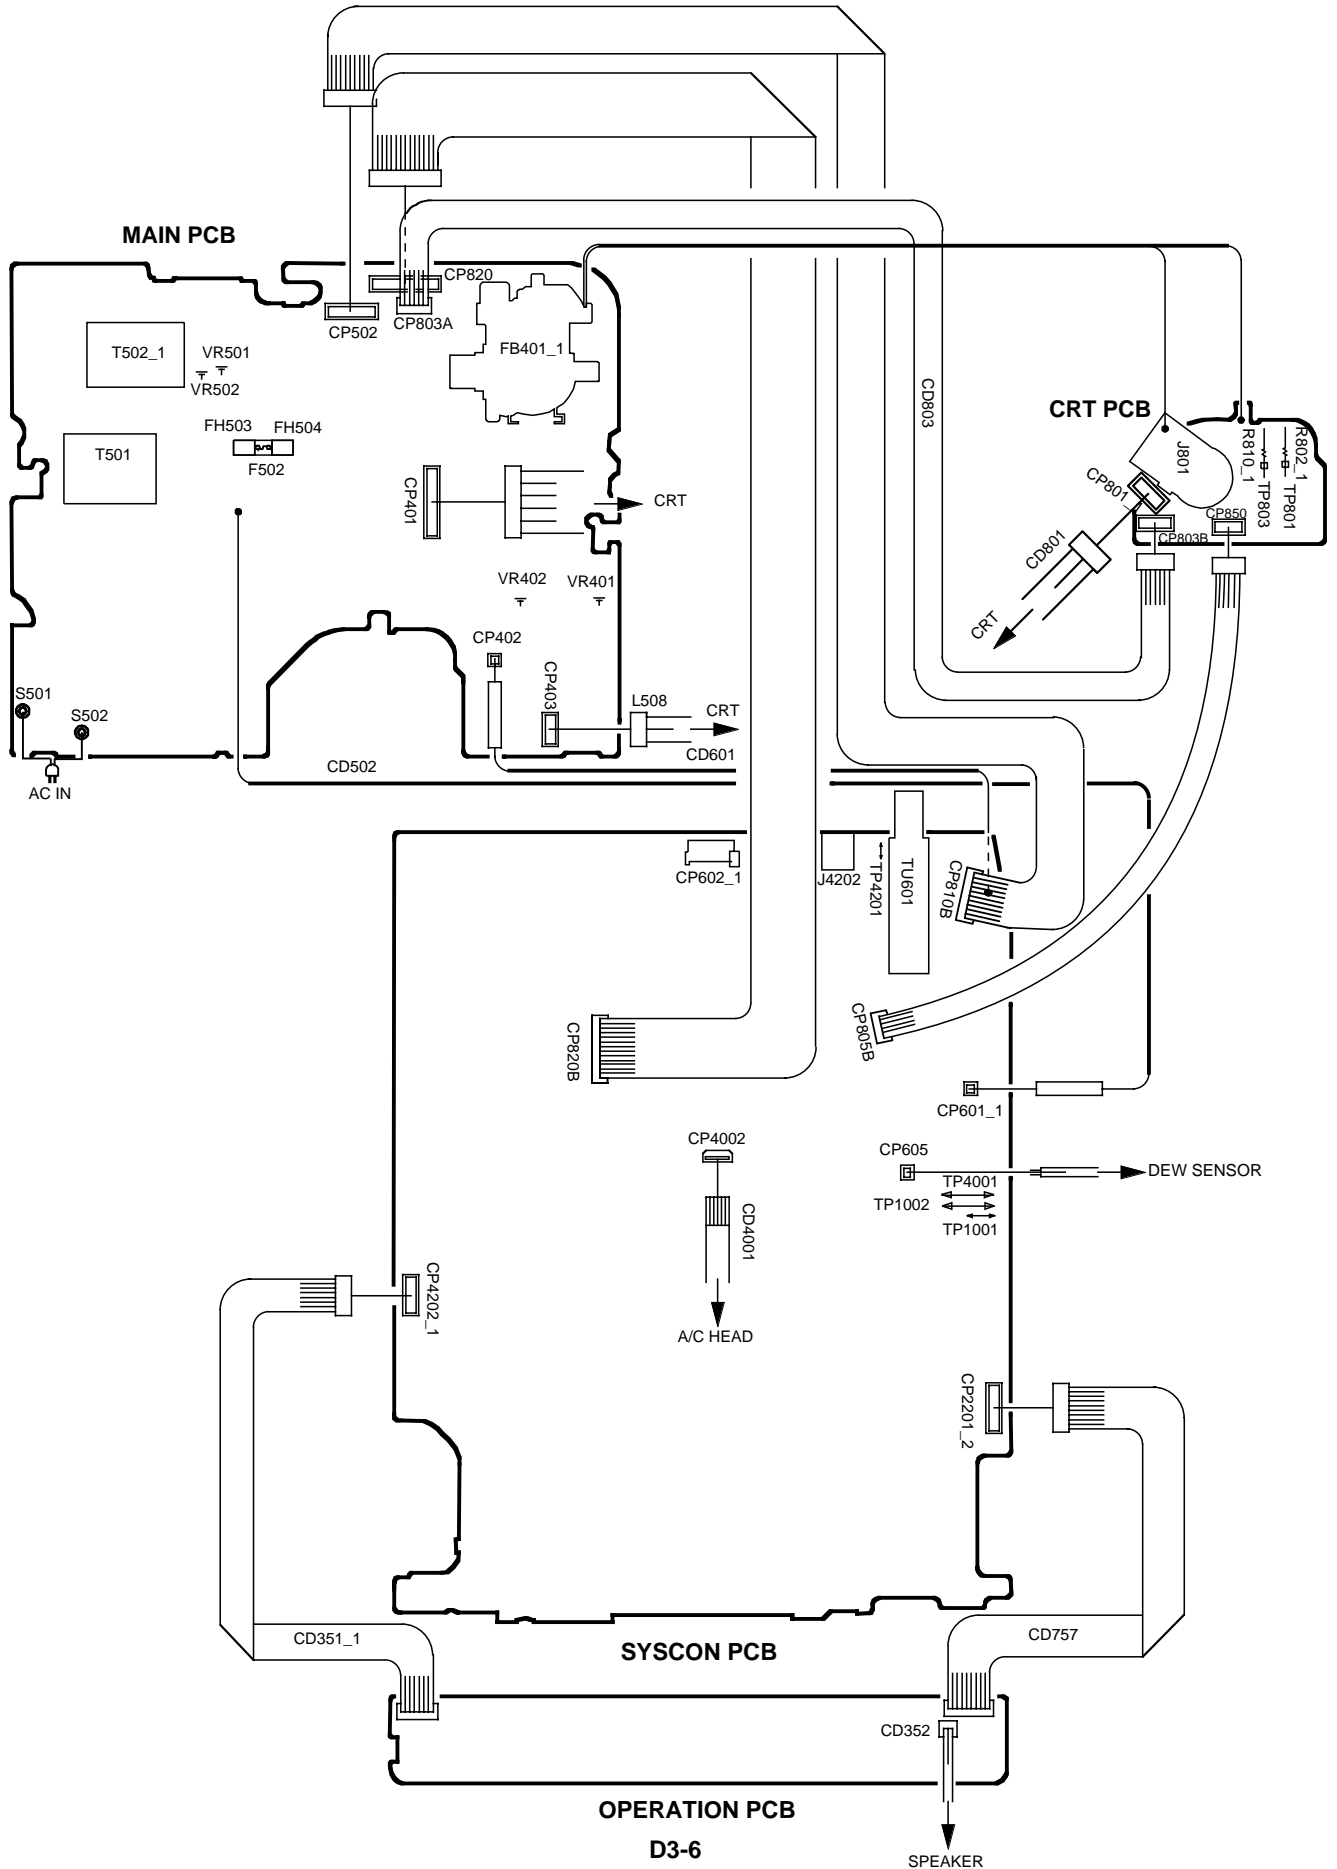 MAIN PCB
CP820
CP502
CP803A
T502_1
VR501
VR502
FB401_1
CD803
CRT PCB
FH503
FH504
F502
T501
J801
R810_1
R802_1
TP803
TP801
CP801
CP850
CP803B
CP401
CRT
CD801
CRT
VR402
VR401
CP402
CP403
L508
CRT
CD601
S501
S502
AC IN
CD502
CP602_1
J4202
TP4201
TU601
CP810B
CP820B
CP805B
CP601_1
CP4002
CP605
DEW SENSOR
TP4001
TP1002
TP1001
CD4001
A/C HEAD
CP4202_1
CP2201_2
CD351_1
SYSCON PCB
CD757
CD352
OPERATION PCB
D3-6
SPEAKER